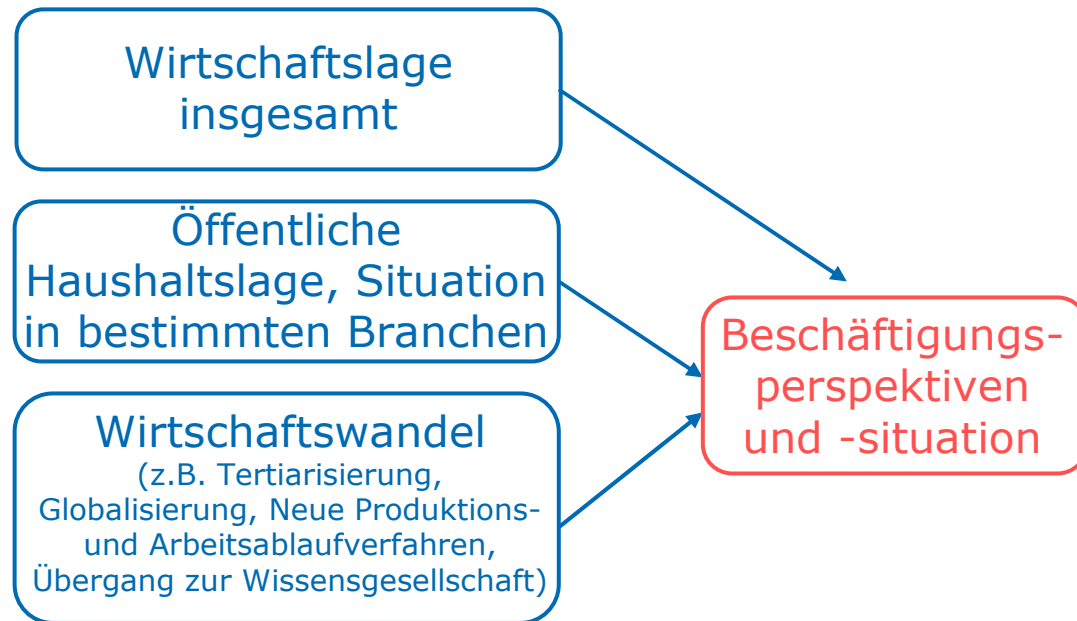 Wirtschaftslage
insgesamt
Öffentliche
Haushaltslage, Situation
in bestimmten Branchen
Wirtschaftswandel
(z.B. Tertiarisierung,
Globalisierung, Neue Produktions-
und Arbeitsablaufverfahren,
Übergang zur Wissensgesellschaft)
Beschäftigungs-
perspektiven
und -situation